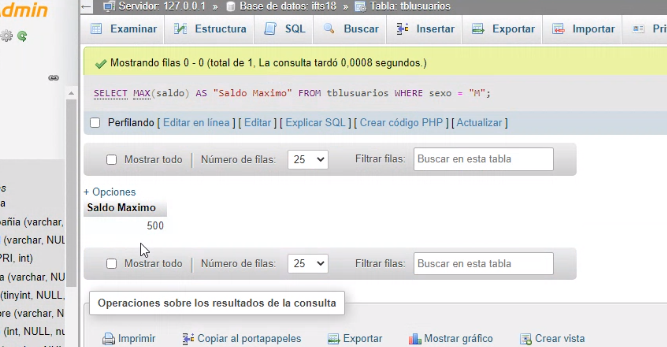 Admin
Servidor: 127.0.0.1 » Base de datos: ifts18 » Tabla: tblusuarios
Examinar Estructura SQL Buscar Insertar Exportar Importar Pri
Mostrando filas 0 - 0 (total de 1, La consulta tardó 0,0008 segundos.)
SELECT MAX(saldo) AS "Saldo Maximo" FROM tblusuarios WHERE sexo = "M";
Perfilando [ Editar en línea ] [ Editar ] [ Explicar SQL ] [ Crear código PHP ] [ Actualizar ]
Mostrar todo Número de filas: 25 Filtrar filas: Buscar en esta tabla
+ Opciones
Saldo Maximo
500
Mostrar todo Número de filas: 25 Filtrar filas: Buscar en esta tabla
Operaciones sobre los resultados de la consulta
Imprimir Copiar al portapapeles Exportar Mostrar gráfico Crear vista
s
a
pañia (varchar,
(varchar, NUL
PRI, int)
a (varchar, NU
(tinyint, NULL,
bre (varchar, N
(int, NULL, nu
(varchar, NUL